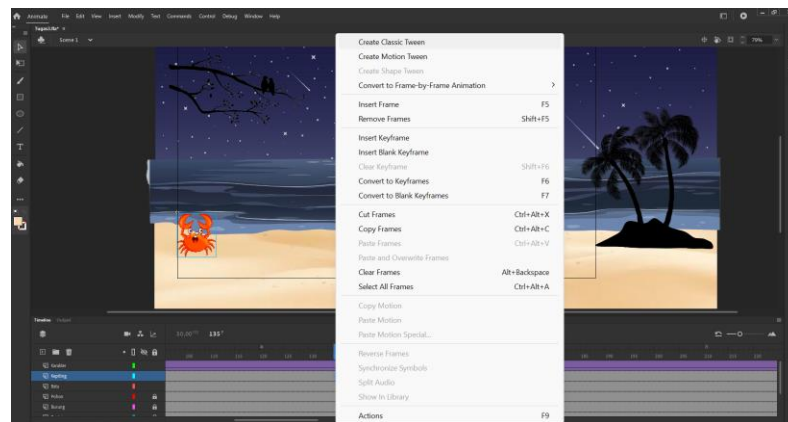 Animate File Edit View Insert Modify Text Commands Control Debug Window Help
Scene 1
79%
Create Classic Tween
Create Motion Tween
Create Shape Tween
Convert to Frame-by-Frame Animation >
Insert Frame F5
Remove Frames Shift+F5
Insert Keyframe
Insert Blank Keyframe
Clear Keyframe Shift+F6
Convert to Keyframes F6
Convert to Blank Keyframes F7
Cut Frames Ctrl+Alt+X
Copy Frames Ctrl+Alt+C
Paste Frames Ctrl+Alt+V
Paste and Overwrite Frames
Clear Frames Alt+Backspace
Select All Frames Ctrl+Alt+A
Copy Motion
Paste Motion
Paste Motion Special...
Reverse Frames
Synchronize Symbols
Split Audio
Show In Library
Actions F9
Timeline Output
135
Kepiting
Burung